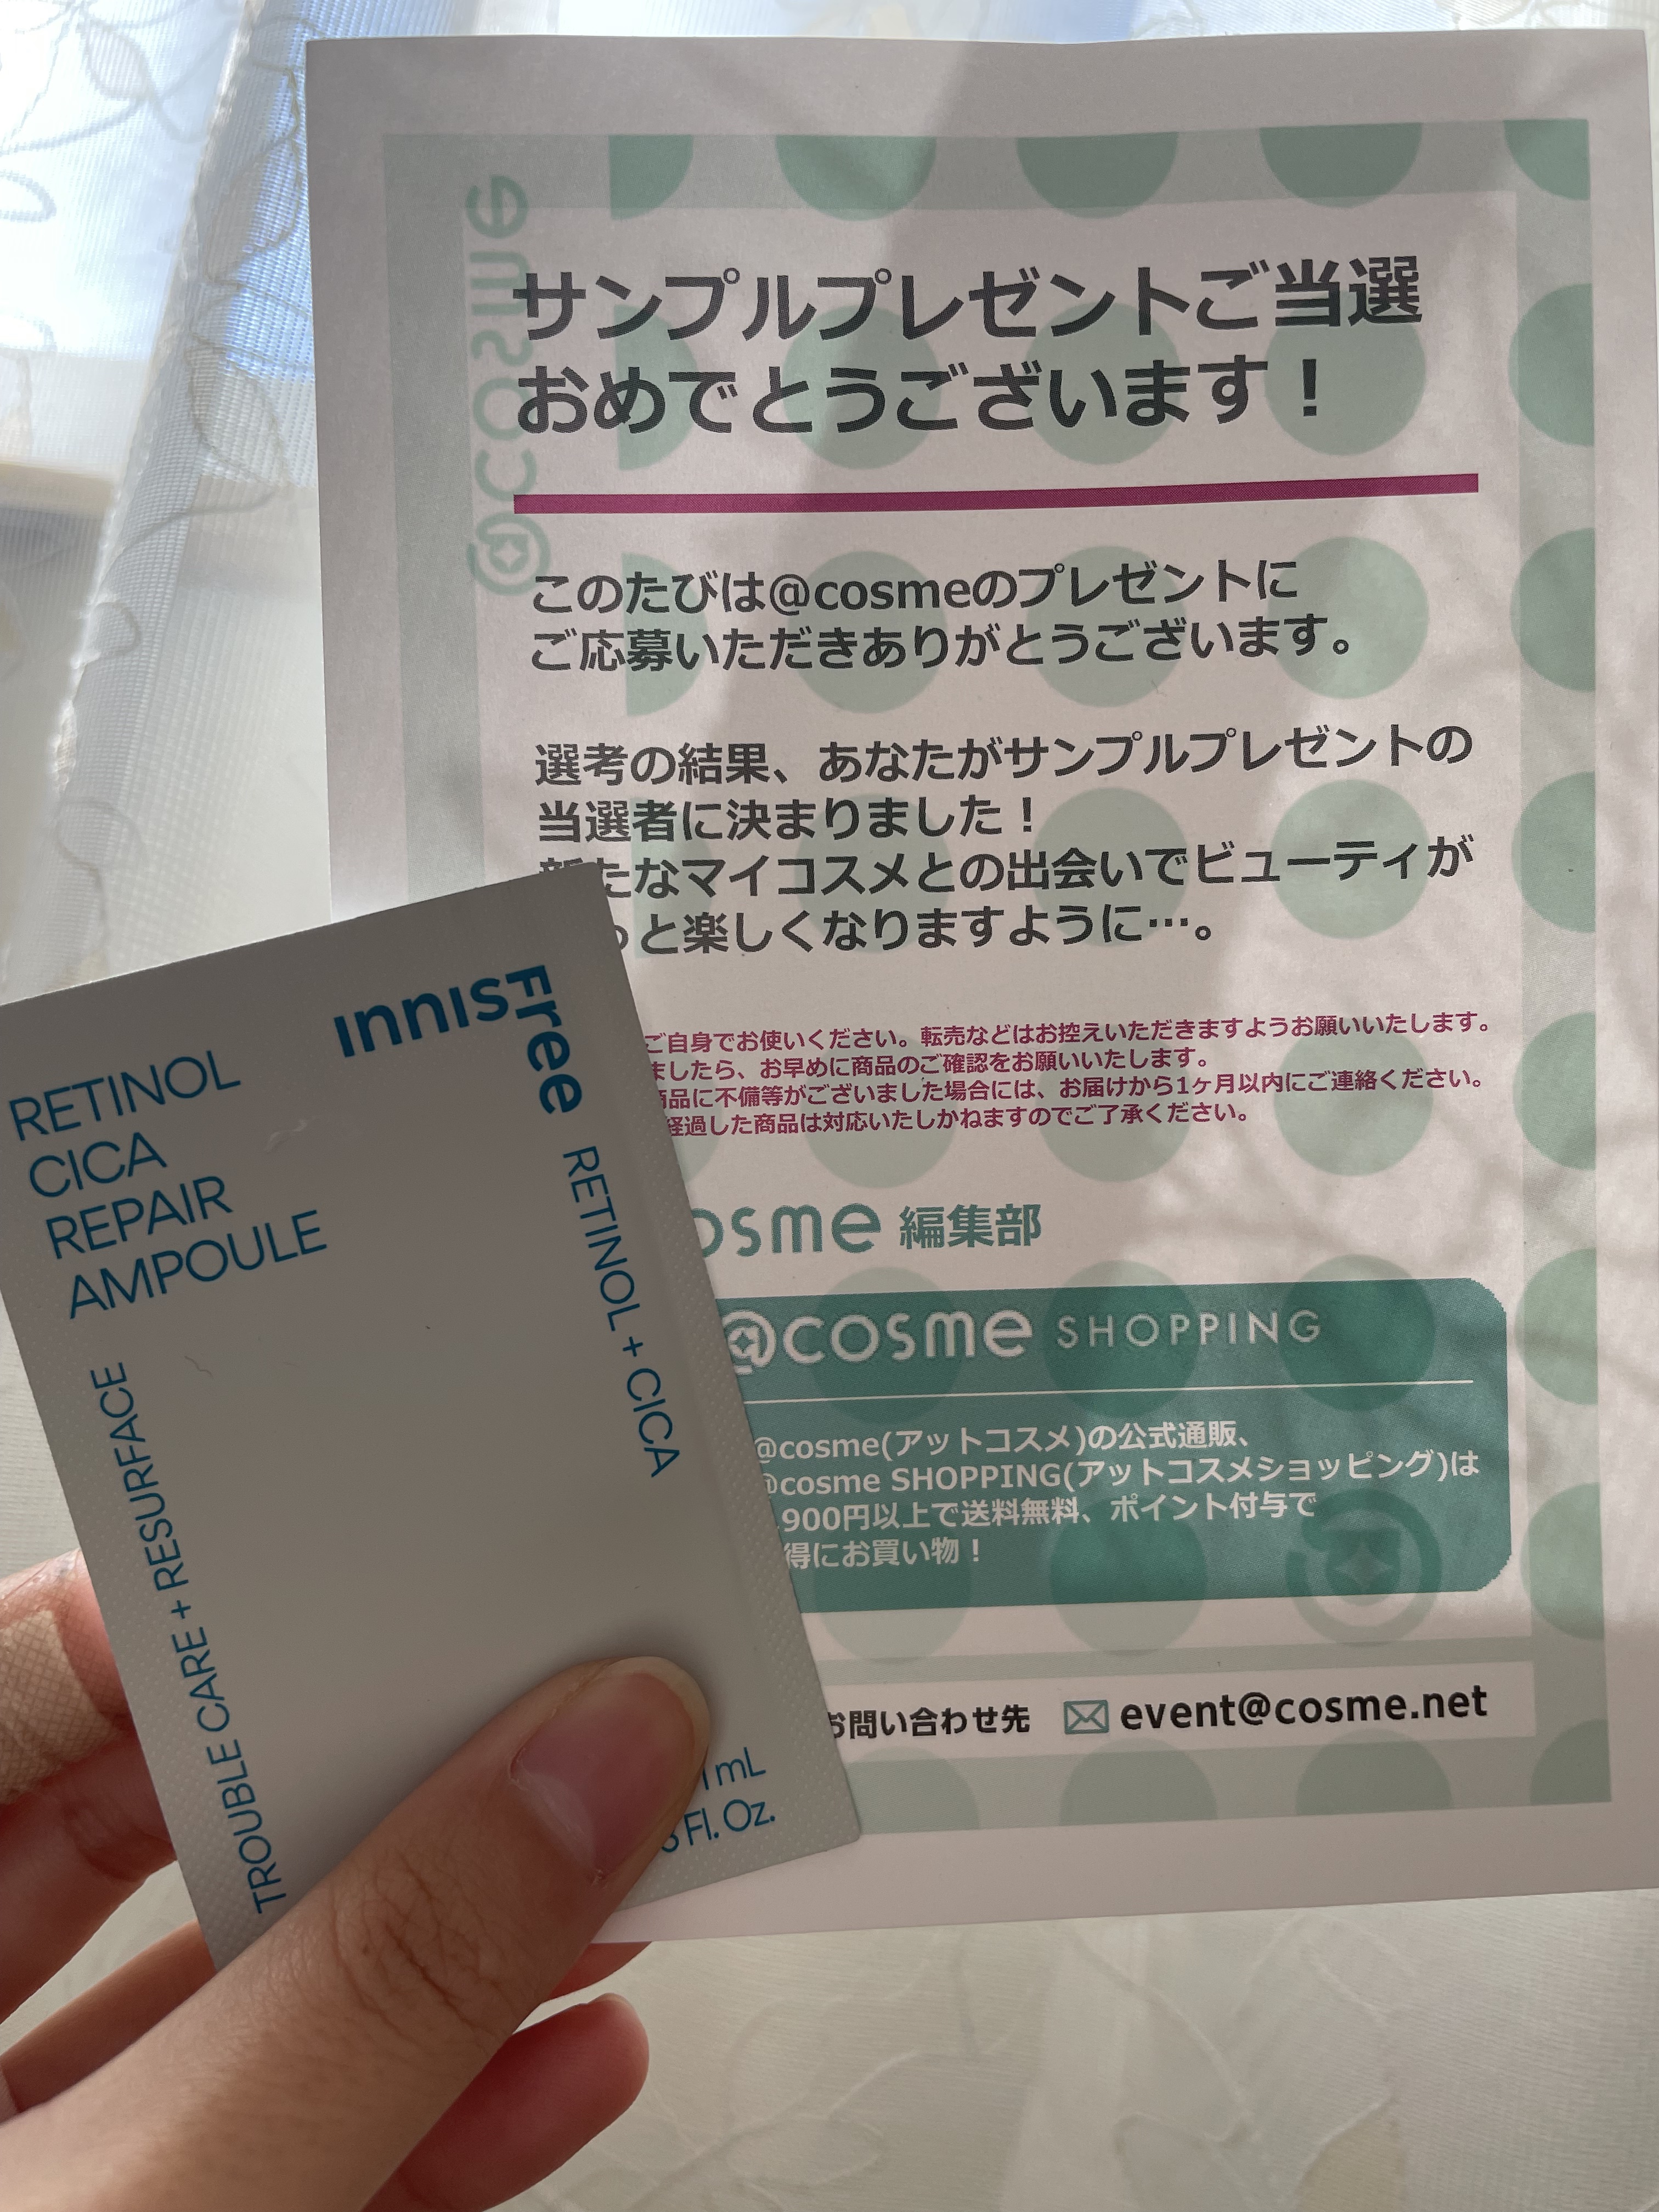 @cosme
サンプルプレゼントご当選
おめでとうございます！
このたびは@cosmeのプレゼントに
ご応募いただきありがとうございます。
選考の結果、あなたがサンプルプレゼントの
当選者に決まりました！
たなマイコスメとの出会いでビューティが
っと楽しくなりますように…。
ご自身でお使いください。転売などはお控えいただきますようお願いいたします。
ましたら、お早めに商品のご確認をお願いいたします。
商品に不備等がございました場合には、お届けから1ヶ月以内にご連絡ください。
経過した商品は対応いたしかねますのでご了承ください。
osme 編集部
@cosme SHOPPING
@cosme(アットコスメ)の公式通販、
@cosme SHOPPING(アットコスメショッピング)は
900円以上で送料無料、ポイント付与で
得にお買い物！
お問い合わせ先 event@cosme.net
innisfree
RETINOL
CICA
REPAIR
AMPOULE
RETINOL + CICA
TROUBLE CARE + RESURFACE
1mL
Fl. Oz.